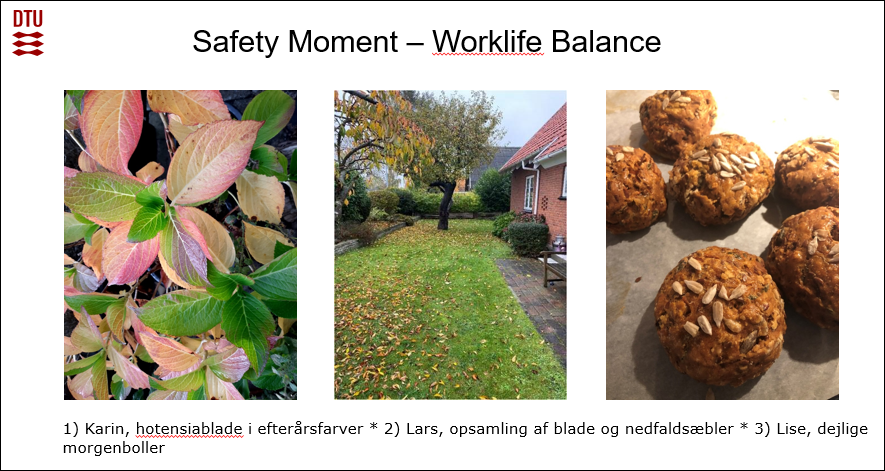 DTU
Safety Moment – Worklife Balance
1) Karin, hotensiablade i efterårsfarver * 2) Lars, opsamling af blade og nedfaldsæbler * 3) Lise, dejlige
morgenboller